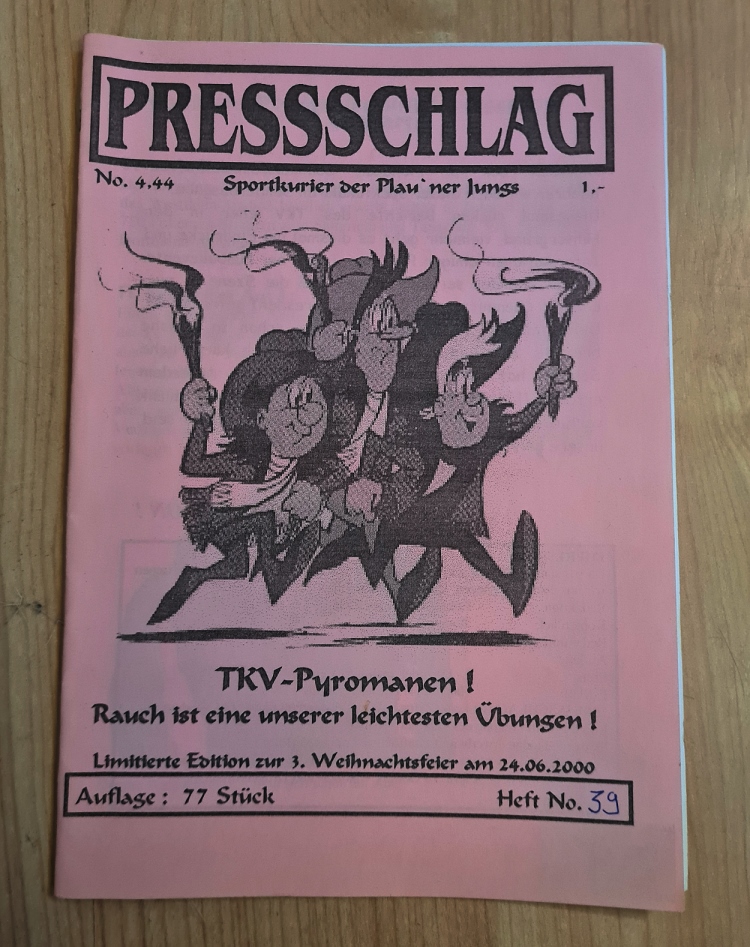 PRESSSCHLAG
No. 4.44 Sportkurier der Plau`ner Jungs 1,-
TKV-Pyromanen !
Rauch ist eine unserer leichtesten Übungen !
Limitierte Edition zur 3. Weihnachtsfeier am 24.06.2000
Auflage : 77 Stück Heft No. 39